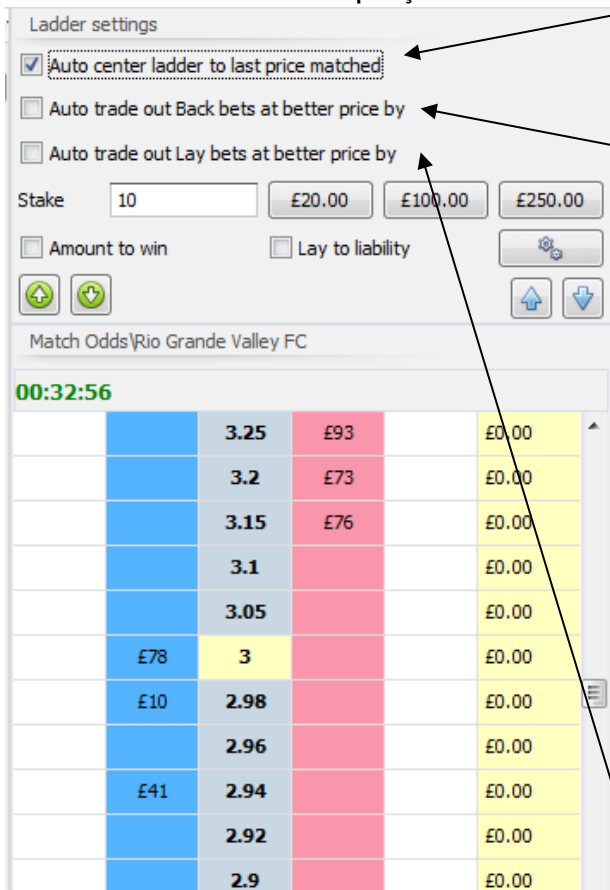 Ladder settings
Auto center ladder to last price matched
Auto trade out Back bets at better price by
Auto trade out Lay bets at better price by
Stake 10 £20.00 £100.00 £250.00
Amount to win Lay to liability
Match Odds\Rio Grande Valley FC
00:32:56
3.25 £93 £0.00
3.2 £73 £0.00
3.15 £76 £0.00
3.1 £0.00
3.05 £0.00
£78 3 £0.00
£10 2.98 £0.00
2.96 £0.00
£41 2.94 £0.00
2.92 £0.00
2.9 £0.00